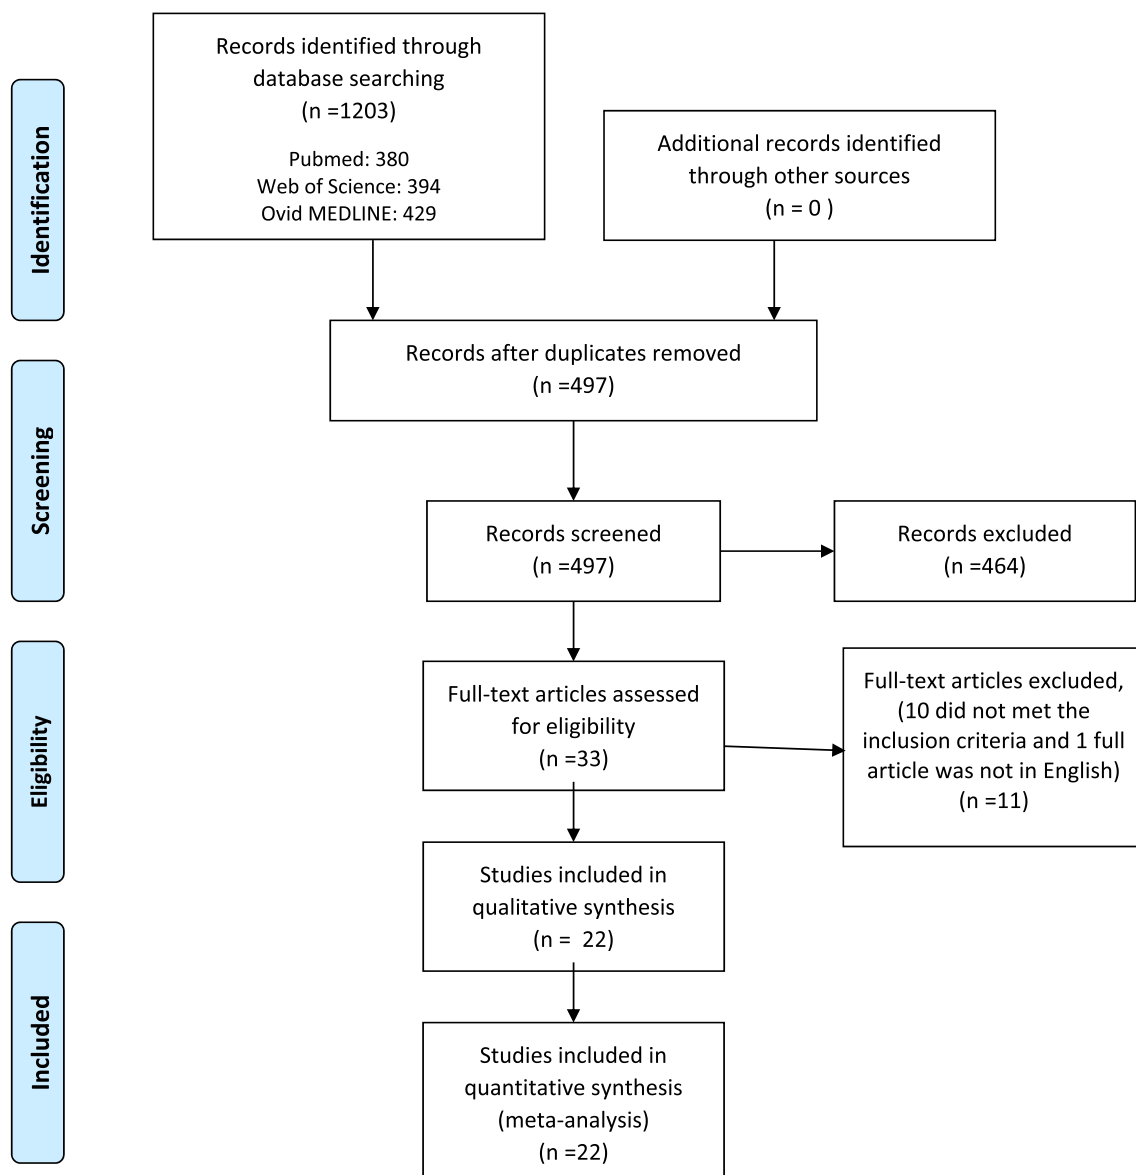 Identification
Records identified through
database searching
(n =1203)
Pubmed: 380
Web of Science: 394
Ovid MEDLINE: 429
Additional records identified
through other sources
(n = 0 )
Screening
Records after duplicates removed
(n =497)
Records screened
(n =497)
Records excluded
(n =464)
Eligibility
Full-text articles assessed
for eligibility
(n =33)
Full-text articles excluded,
(10 did not met the
inclusion criteria and 1 full
article was not in English)
(n =11)
Studies included in
qualitative synthesis
(n =  22)
Included
Studies included in
quantitative synthesis
(meta-analysis)
(n =22)